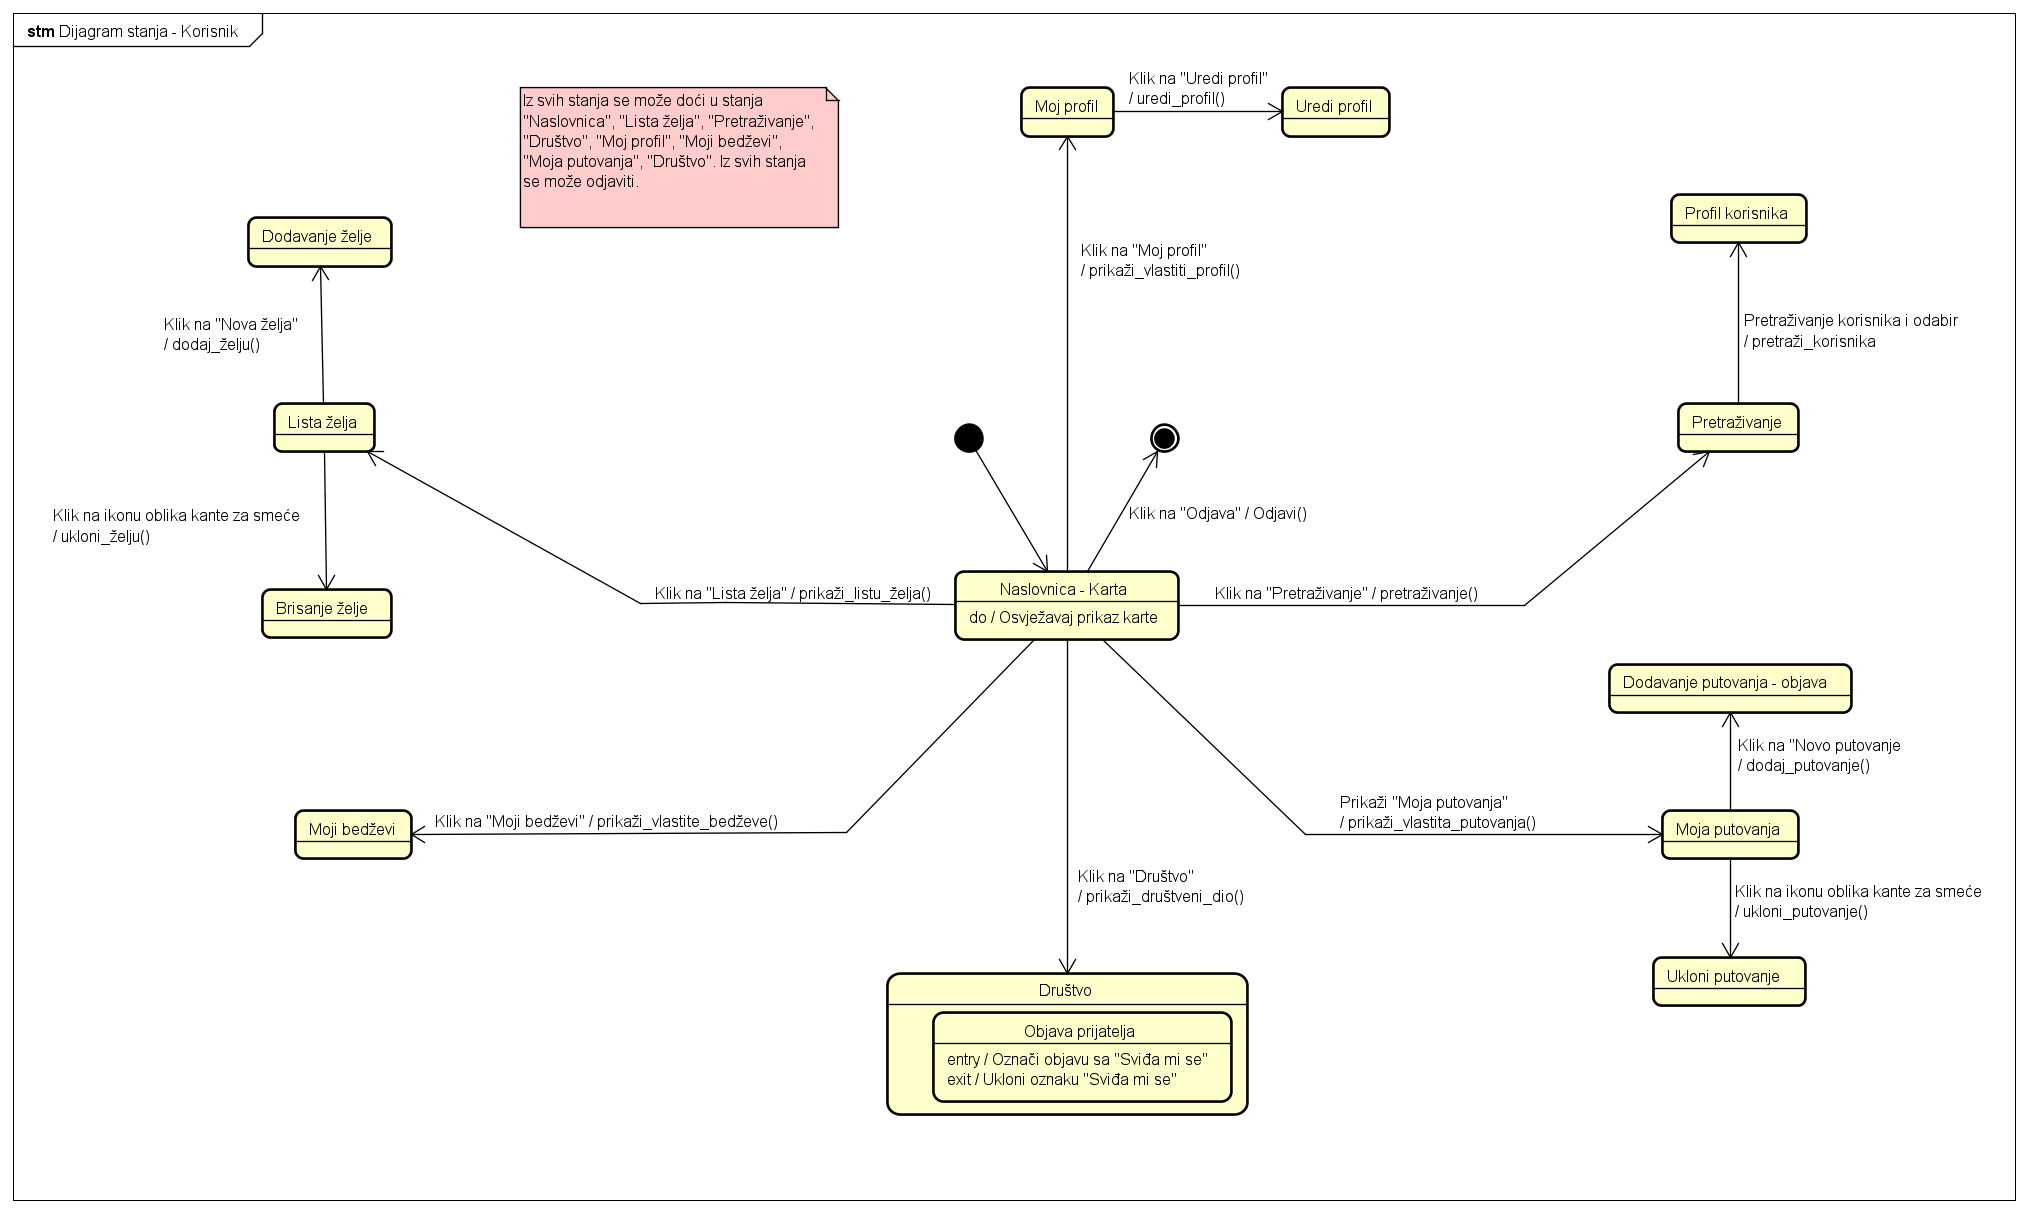 stm Dijagram stanja - Korisnik
Klik na "Uredi profil"
/ uredi_profil()
Moj profil
Uredi profil
Iz svih stanja se može doći u stanja
"Naslovnica", "Lista želja", "Pretraživanje",
"Društvo", "Moj profil", "Moji bedževi",
"Moja putovanja", "Društvo". Iz svih stanja
se može odjaviti.
Dodavanje želje
Profil korisnika
Klik na "Moj profil"
/ prikaži_vlastiti_profil()
Klik na "Nova želja"
/ dodaj_želju()
Pretraživanje korisnika i odabir
/ pretraži_korisnika
Lista želja
Pretraživanje
Klik na ikonu oblika kante za smeće
/ ukloni_želju()
Klik na "Odjava" / Odjavi()
Brisanje želje
Klik na "Lista želja" / prikaži_listu_želja()
Naslovnica - Karta
do / Osvježavaj prikaz karte
Klik na "Pretraživanje" / pretraživanje()
Dodavanje putovanja - objava
Klik na "Novo putovanje
/ dodaj_putovanje()
Moji bedževi
Klik na "Moji bedževi" / prikaži_vlastite_bedževe()
Prikaži "Moja putovanja"
/ prikaži_vlastita_putovanja()
Moja putovanja
Klik na "Društvo"
/ prikaži_društveni_dio()
Klik na ikonu oblika kante za smeće
/ ukloni_putovanje()
Ukloni putovanje
Društvo
Objava prijatelja
entry / Označi objavu sa "Sviđa mi se"
exit / Ukloni oznaku "Sviđa mi se"